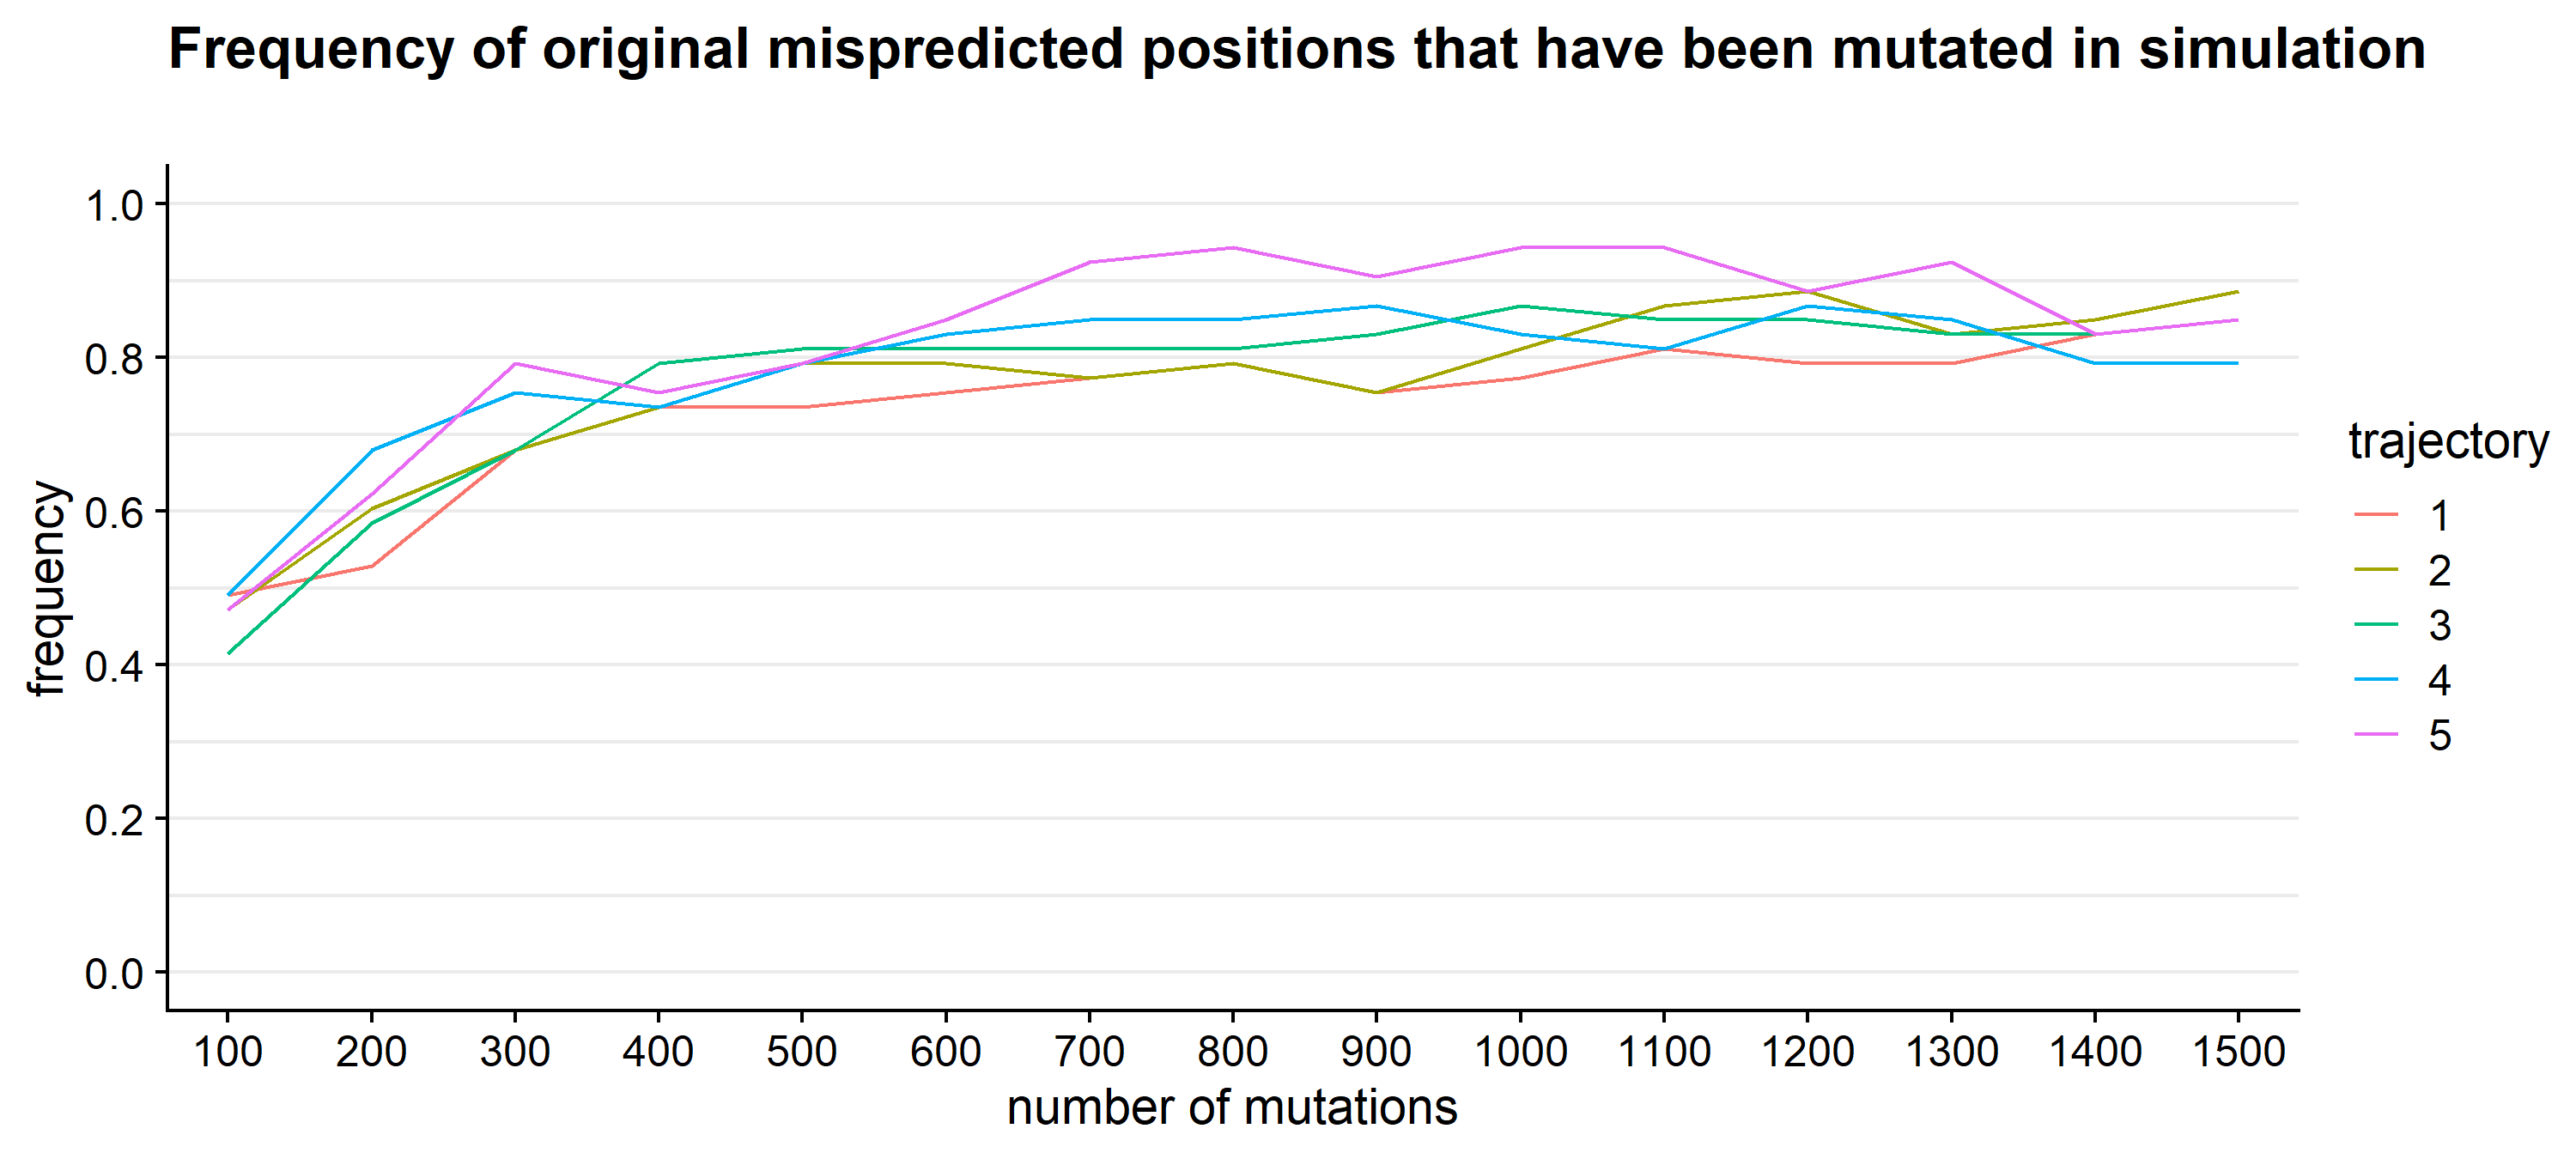 Frequency of original mispredicted positions that have been mutated in simulation
1.0
0.8
0.6
0.4
0.2
0.0
frequency
100 200 300 400 500 600 700 800 900 1000 1100 1200 1300 1400 1500
number of mutations
trajectory
1
2
3
4
5